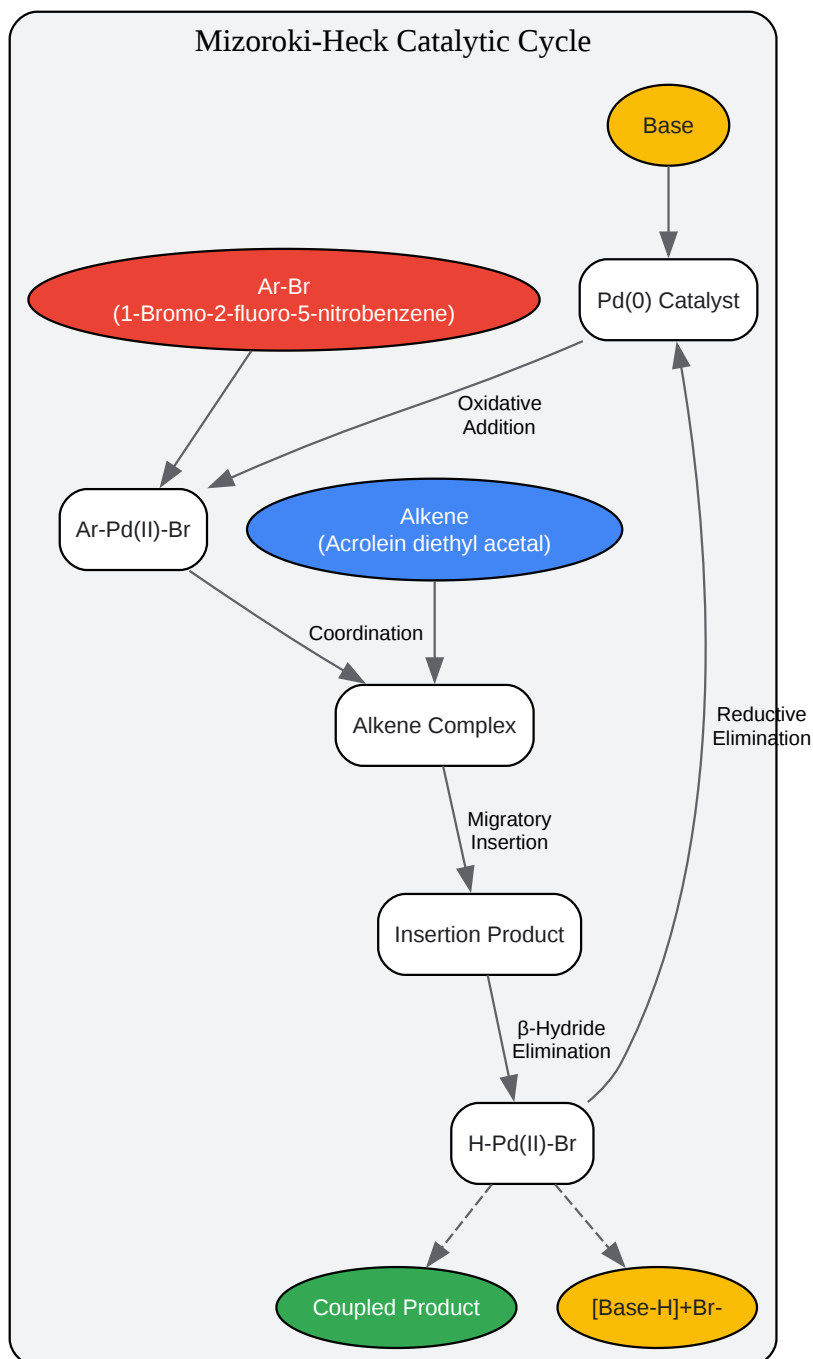 Mizoroki-Heck Catalytic Cycle
Base
Ar-Br
(1-Bromo-2-fluoro-5-nitrobenzene)
Pd(0) Catalyst
Oxidative
Addition
Ar-Pd(II)-Br
Alkene
(Acrolein diethyl acetal)
Coordination
Alkene Complex
Reductive
Elimination
Migratory
Insertion
Insertion Product
β-Hydride
Elimination
H-Pd(II)-Br
Coupled Product
[Base-H]+Br-